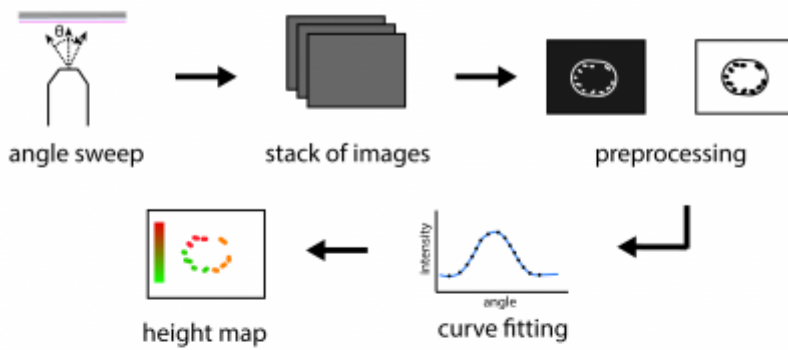 θ
angle sweep
stack of images
preprocessing
height map
intensity
angle
curve fitting